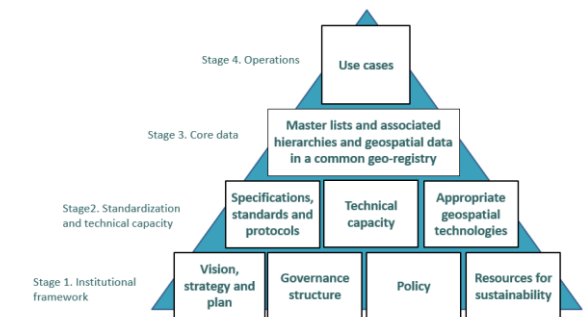 Stage 4. Operations
Use cases
Stage 3. Core data
Master lists and associated
hierarchies and geospatial data
in a common geo-registry
Stage2. Standardization
and technical capacity
Specifications,
standards and
protocols
Technical
capacity
Appropriate
geospatial
technologies
Stage 1. Institutional
framework
Vision,
strategy and
plan
Governance
structure
Policy
Resources for
sustainability